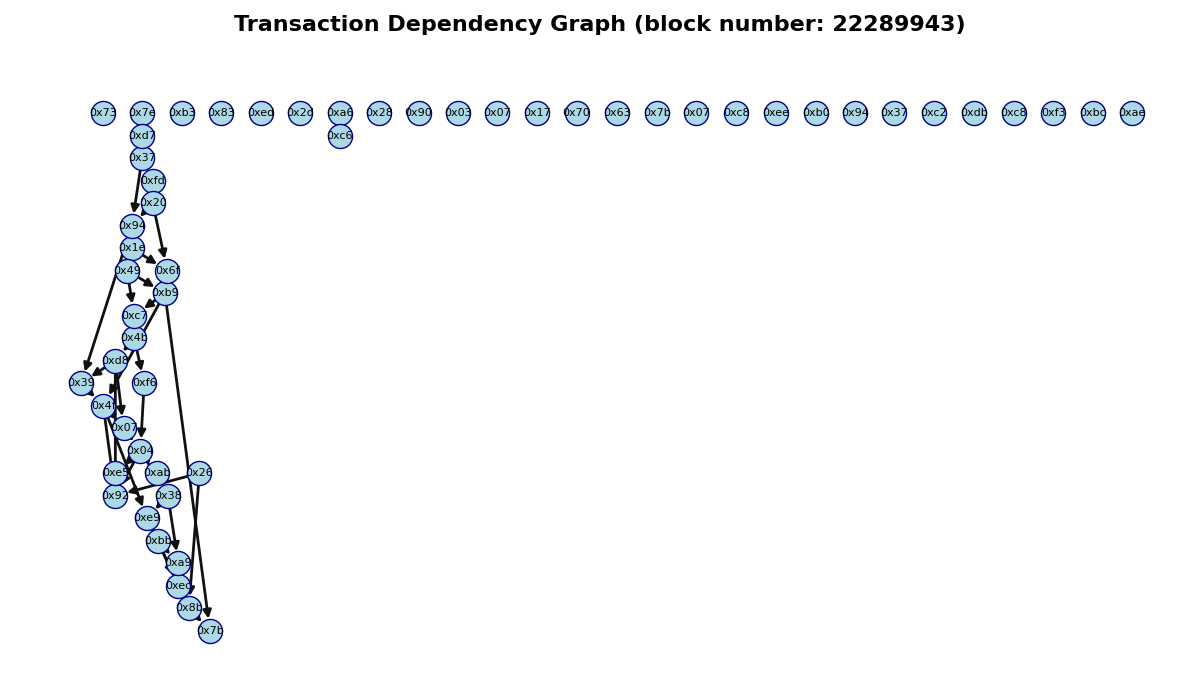 Transaction Dependency Graph (block number: 22289943)
0x73 0x7e 0xb3 0x83 0xed 0x2d 0xa6 0x28 0x90 0x03 0x07 0x17 0x70 0x63 0x7b 0x07 0xc8 0xee 0xb0 0x94 0x37 0xc2 0xdb 0xc8 0xf3 0xbc 0xae
0xd7 0xc6
0x37
0xfd
0x20
0x94
0x1e
0x49 0x6f
0xb9
0xc7
0x4b
0xd8
0x39 0xf6
0x4f
0x07
0x04
0xe5 0xab 0x26
0x92 0x38
0xe9
0xbb
0xa9
0x8b
0x7b